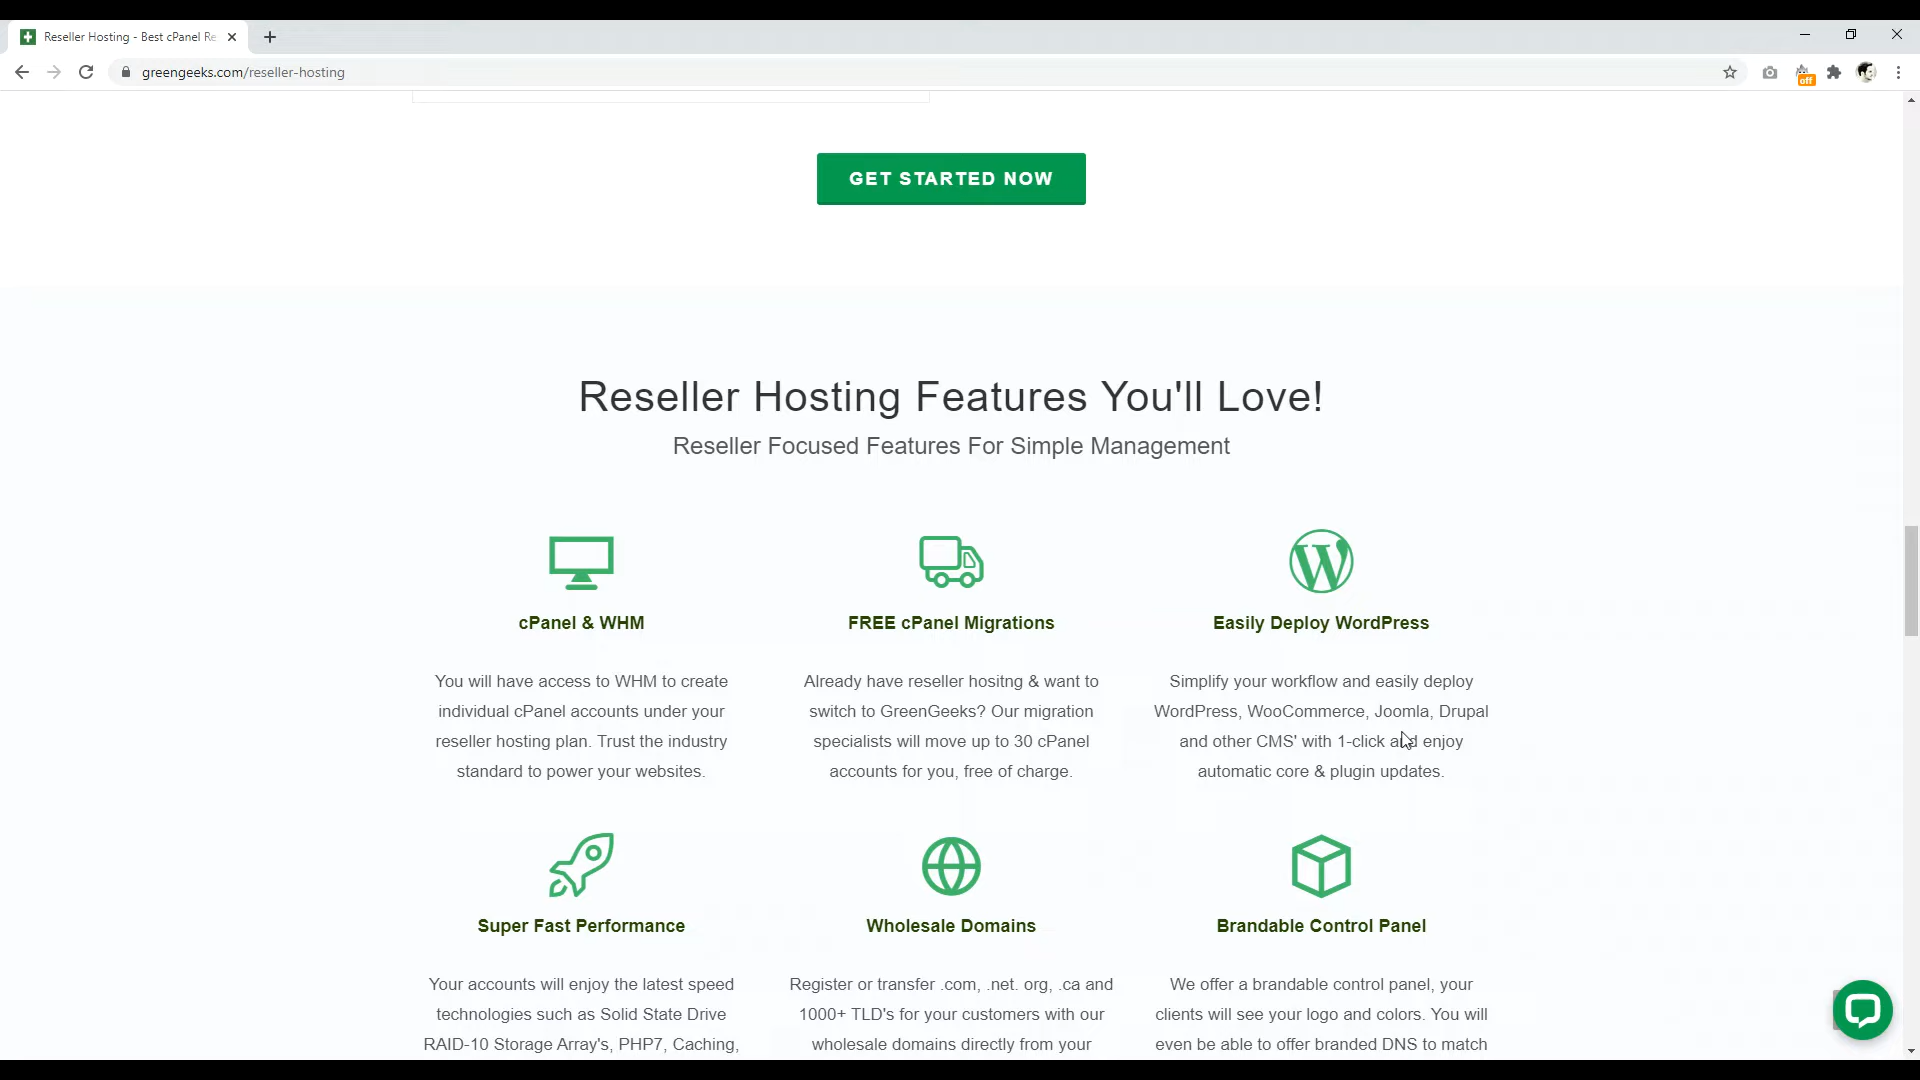 Reseller Hosting - Best cPanel Re
greengeeks.com/reseller-hosting
off
GET STARTED NOW
Reseller Hosting Features You'll Love!
Reseller Focused Features For Simple Management
cPanel & WHM
You will have access to WHM to create
individual cPanel accounts under your
reseller hosting plan. Trust the industry
standard to power your websites.
FREE cPanel Migrations
Already have reseller hositng & want to
switch to GreenGeeks? Our migration
specialists will move up to 30 cPanel
accounts for you, free of charge.
Easily Deploy WordPress
Simplify your workflow and easily deploy
WordPress, WooCommerce, Joomla, Drupal
and other CMS' with 1-click and enjoy
automatic core & plugin updates.
Super Fast Performance
Your accounts will enjoy the latest speed
technologies such as Solid State Drive
RAID-10 Storage Array's, PHP7, Caching,
Wholesale Domains
Register or transfer .com, .net. org, .ca and
1000+ TLD's for your customers with our
wholesale domains directly from your
Brandable Control Panel
We offer a brandable control panel, your
clients will see your logo and colors. You will
even be able to offer branded DNS to match